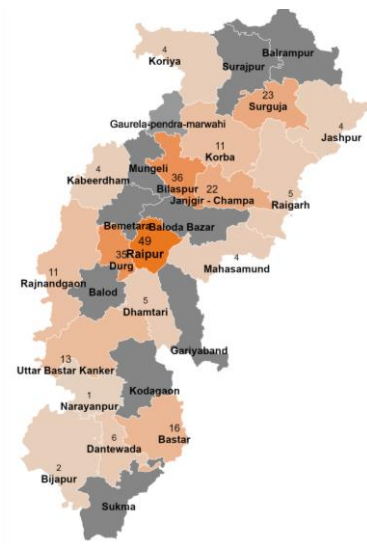 4
Koriya
Balrampur
Surajpur
23
Surguja
4
Jashpur
Gaurela-pendra-marwahi
11
Korba
4
Kabeerdham
Mungeli
36
Bilaspur
22
Janjgir - Champa
5
Raigarh
Bemetara
Baloda Bazar
49
Raipur
35
Durg
4
Mahasamund
11
Rajnandgaon
Balod
5
Dhamtari
Gariyaband
13
Uttar Bastar Kanker
Kodagaon
1
Narayanpur
16
Bastar
6
Dantewada
2
Bijapur
Sukma